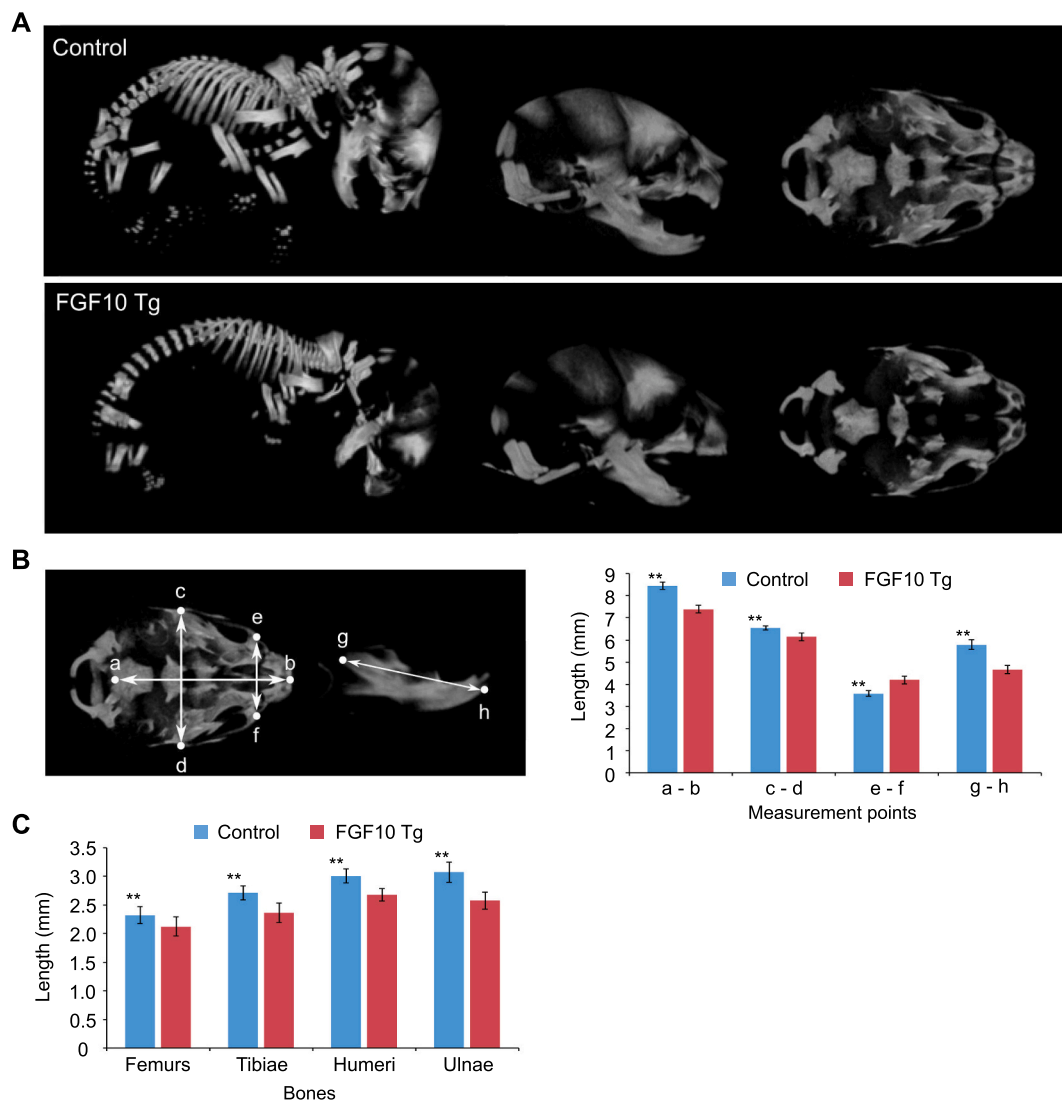 A
Control
FGF10 Tg
B
c
e
a
b
f
d
g
h
Control FGF10 Tg
Length (mm)
9
8
7
6
5
4
3
2
1
0
** ** ** **
a - b c - d e - f g - h
Measurement points
C
Control FGF10 Tg
Length (mm)
3.5
3.0
2.5
2.0
1.5
1.0
0.5
0
** ** ** **
Femurs Tibiae Humeri Ulnae
Bones